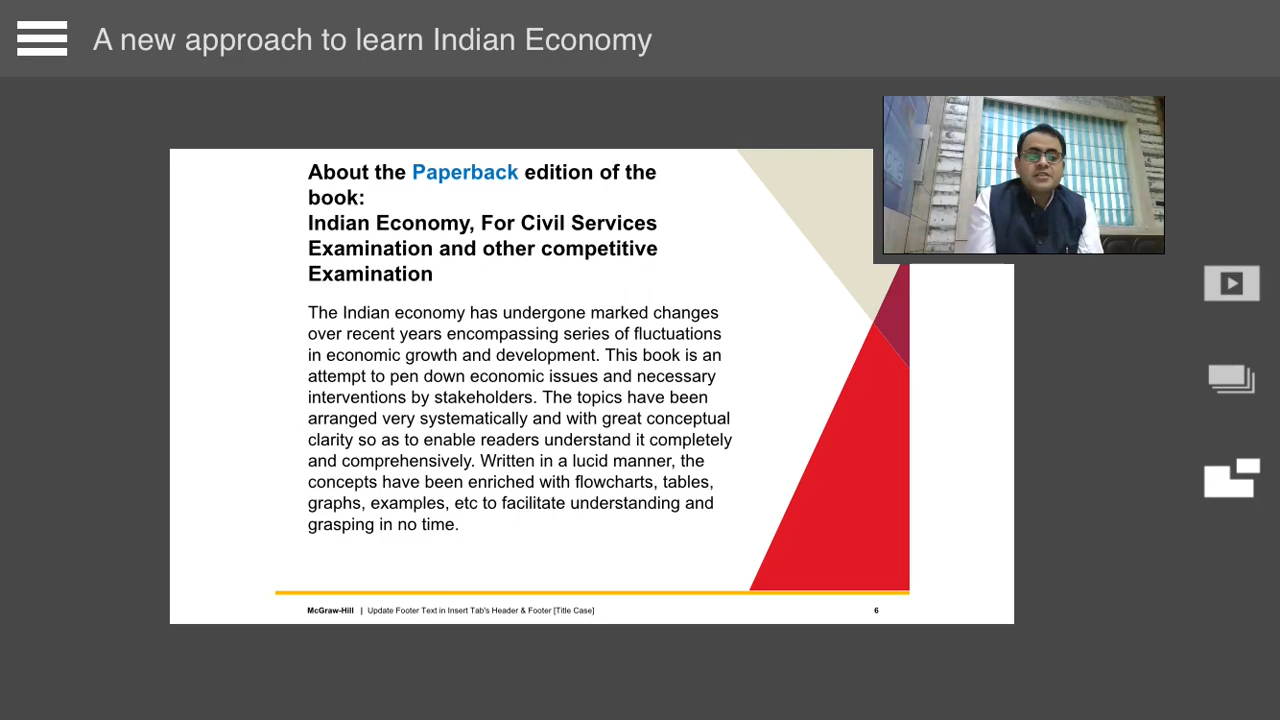 A new approach to learn Indian Economy
About the Paperback edition of the
book:
Indian Economy, For Civil Services
Examination and other competitive
Examination
The Indian economy has undergone marked changes
over recent years encompassing series of fluctuations
in economic growth and development. This book is an
attempt to pen down economic issues and necessary
interventions by stakeholders. The topics have been
arranged very systematically and with great conceptual
clarity so as to enable readers understand it completely
and comprehensively. Written in a lucid manner, the
concepts have been enriched with flowcharts, tables,
graphs, examples, etc to facilitate understanding and
grasping in no time.
McGraw-Hill | Update Footer Text in Insert Tab's Header & Footer [Title Case] 6